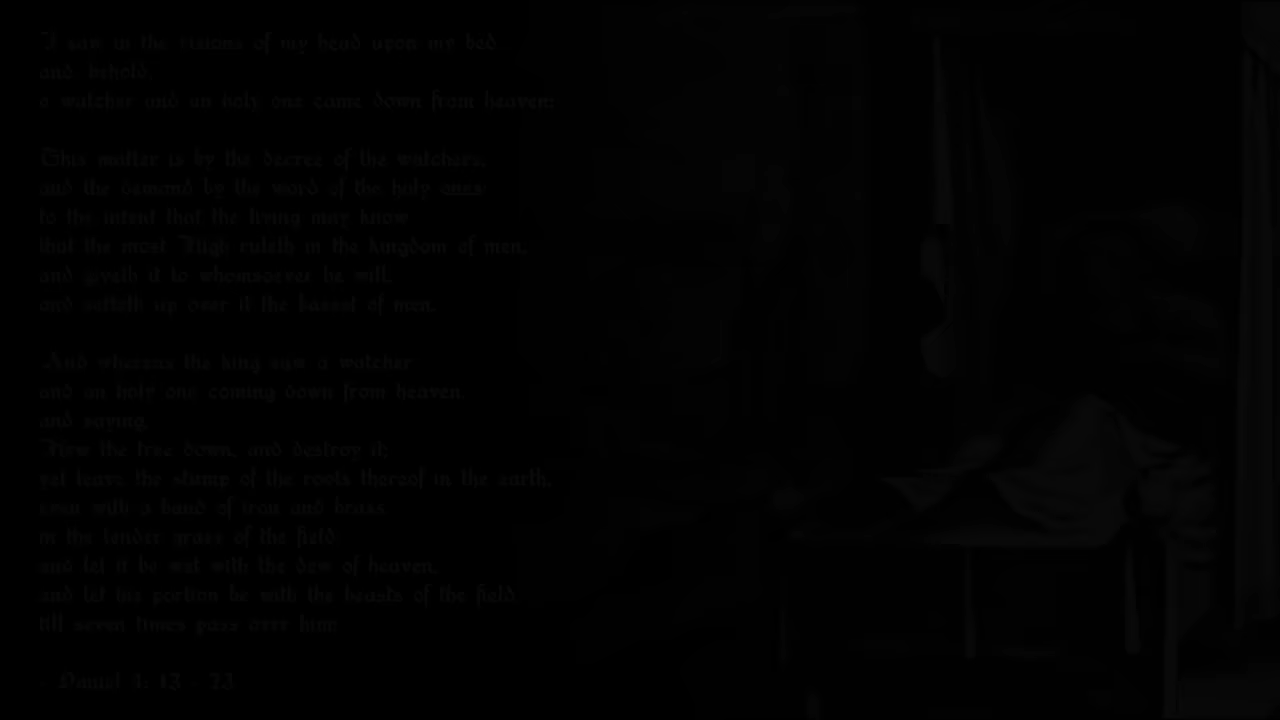 I saw in the visions of my head upon my bed
and, behold,
a watcher and an holy one came down from heaven:
This matter is by the decree of the watchers,
and the demand by the word of the holy ones:
to the intent that the living may know
that the most High ruleth in the kingdom of men,
and giveth it to whomsoever he will,
and setteth up over it the basest of men.
And whereas the king saw a watcher
and an holy one coming down from heaven,
and saying,
Hew the tree down, and destroy it;
yet leave the stump of the roots thereof in the earth,
even with a band of iron and brass,
in the tender grass of the field;
and let it be wet with the dew of heaven,
and let his portion be with the beasts of the field,
till seven times pass over him;
- Daniel 4: 13 - 23